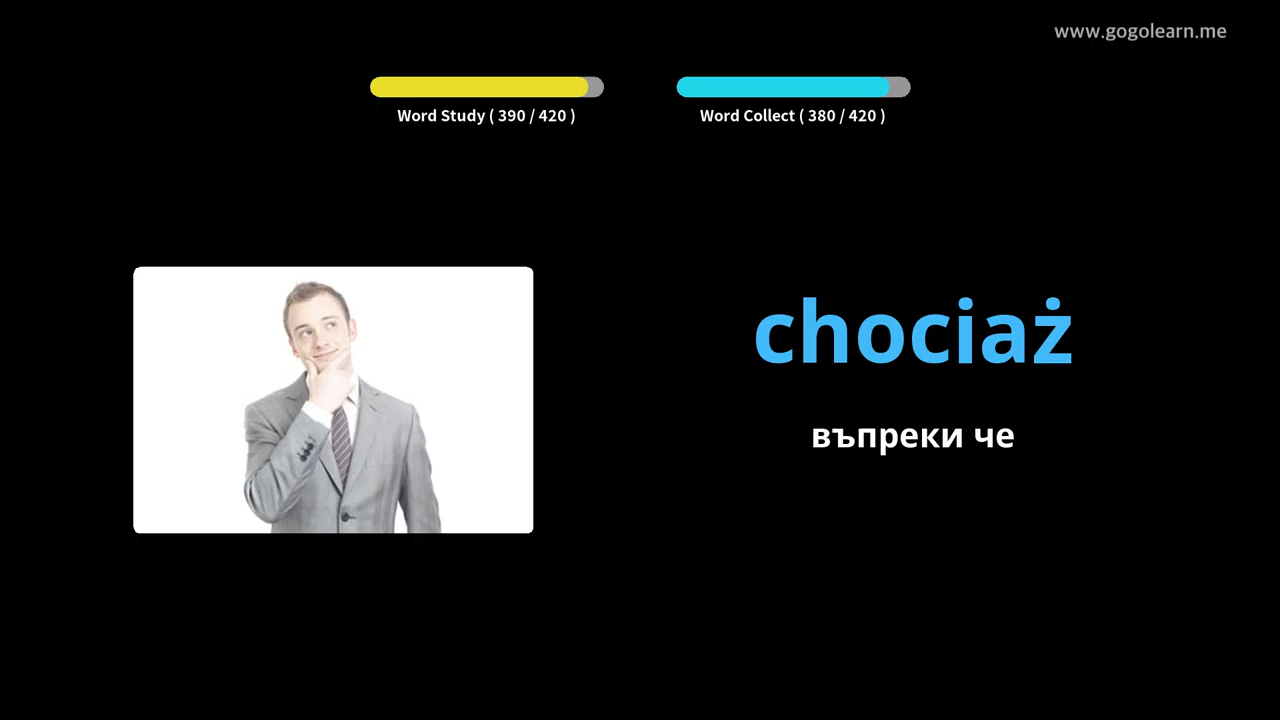 www.gogolearn.me
Word Study ( 390 / 420 )
Word Collect ( 380 / 420 )
chociaż
въпреки че